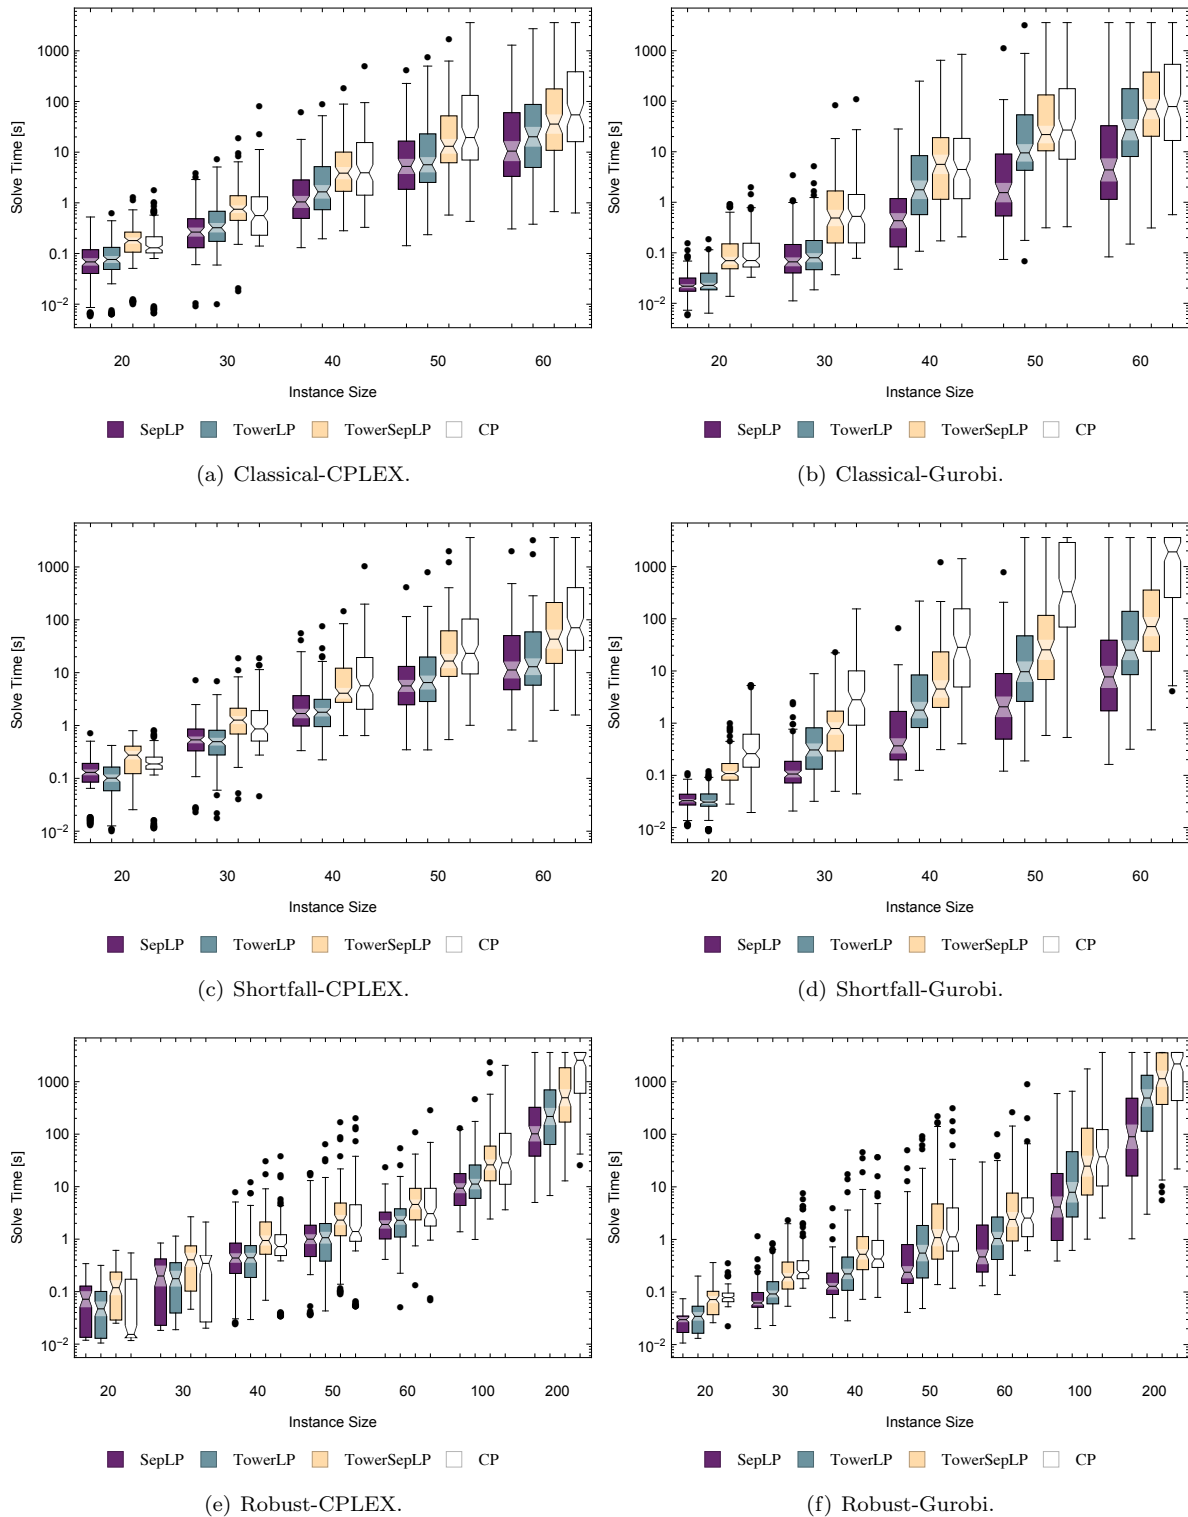 1000
100
10
1
0.1
10⁻²
Solve Time [s]
20 30 40 50 60
Instance Size
SepLP TowerLP TowerSepLP CP
(a) Classical-CPLEX.
1000
100
10
1
0.1
10⁻²
Solve Time [s]
20 30 40 50 60
Instance Size
SepLP TowerLP TowerSepLP CP
(b) Classical-Gurobi.
1000
100
10
1
0.1
10⁻²
Solve Time [s]
20 30 40 50 60
Instance Size
SepLP TowerLP TowerSepLP CP
(c) Shortfall-CPLEX.
1000
100
10
1
0.1
10⁻²
Solve Time [s]
20 30 40 50 60
Instance Size
SepLP TowerLP TowerSepLP CP
(d) Shortfall-Gurobi.
1000
100
10
1
0.1
10⁻²
Solve Time [s]
20 30 40 50 60 100 200
Instance Size
SepLP TowerLP TowerSepLP CP
(e) Robust-CPLEX.
1000
100
10
1
0.1
10⁻²
Solve Time [s]
20 30 40 50 60 100 200
Instance Size
SepLP TowerLP TowerSepLP CP
(f) Robust-Gurobi.